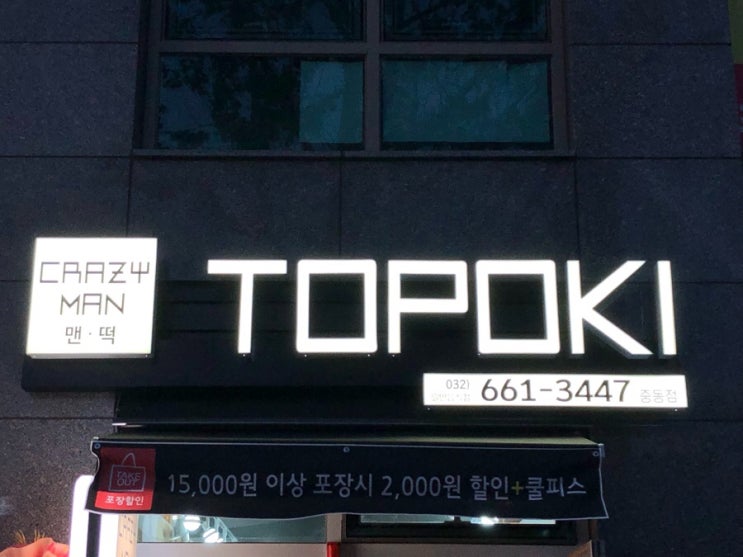 CRAZY
MAN
맨·떡
TOPOKI
032)
661-3447 중동점
TAKE
OUT
포장할인
15,000원 이상 포장시 2,000원 할인+쿨피스